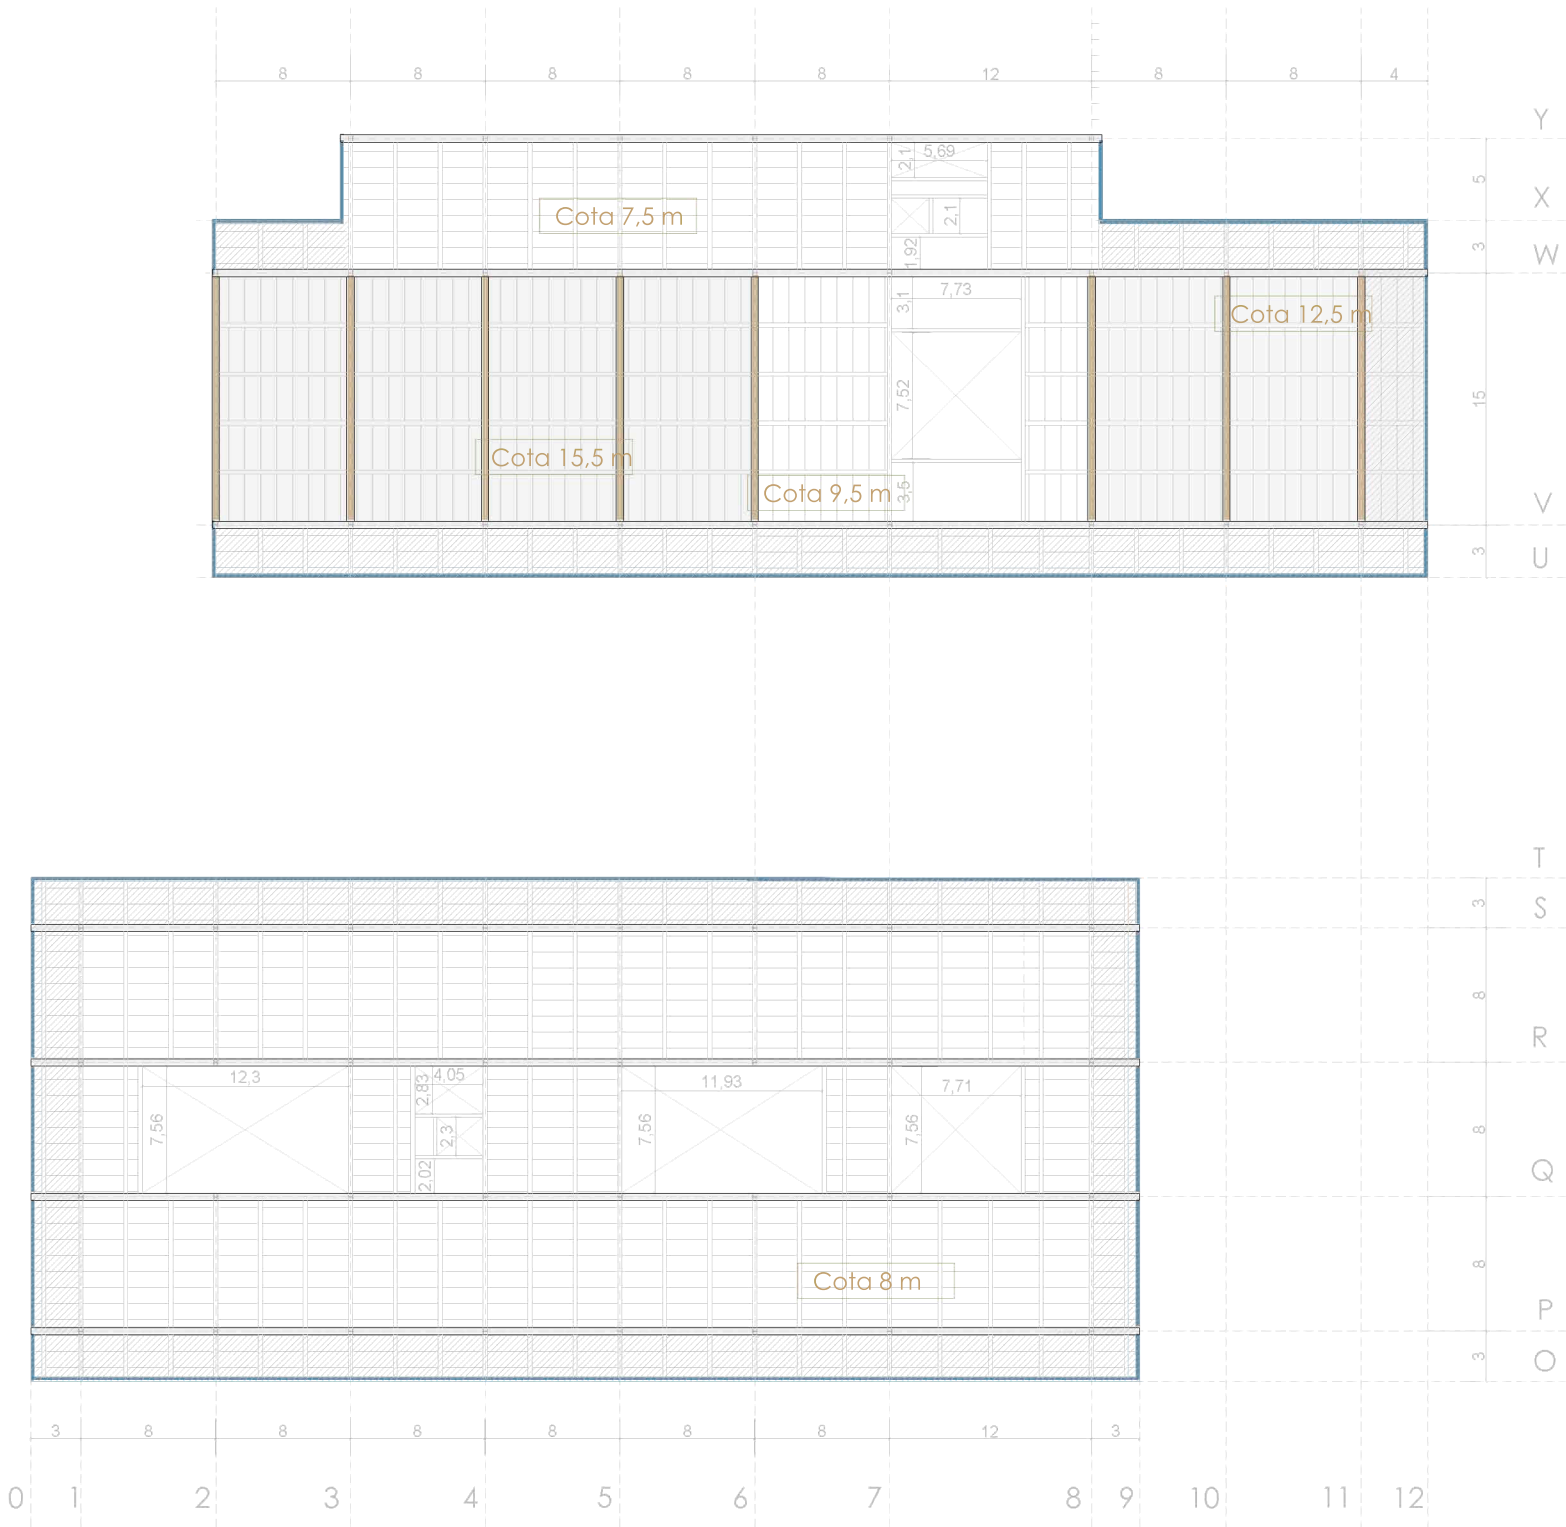 8 8 8 8 8 12 8 8 4
Y
5,69
2,1
5
X
Cota 7,5 m
2,1
1,92
3
W
7,73
3,1
Cota 12,5 m
7,52
15
Cota 15,5 m
Cota 9,5 m
3,5
V
3
U
T
3
S
8
R
12,3
2,83
4,05
11,93
7,71
7,56
2,3
7,56
7,56
8
2,02
Q
8
Cota 8 m
P
3
O
3 8 8 8 8 8 8 12 3
0 1 2 3 4 5 6 7 8 9 10 11 12